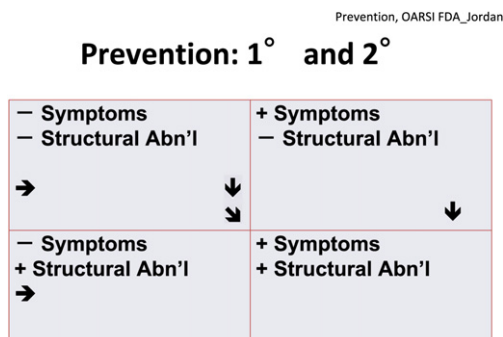 Prevention, OARSI FDA_Jordan
Prevention: 1° and 2°
— Symptoms
— Structural Abn'l
➔
➔
➔
+ Symptoms
— Structural Abn'l
➔
— Symptoms
+ Structural Abn'l
➔
+ Symptoms
+ Structural Abn'l